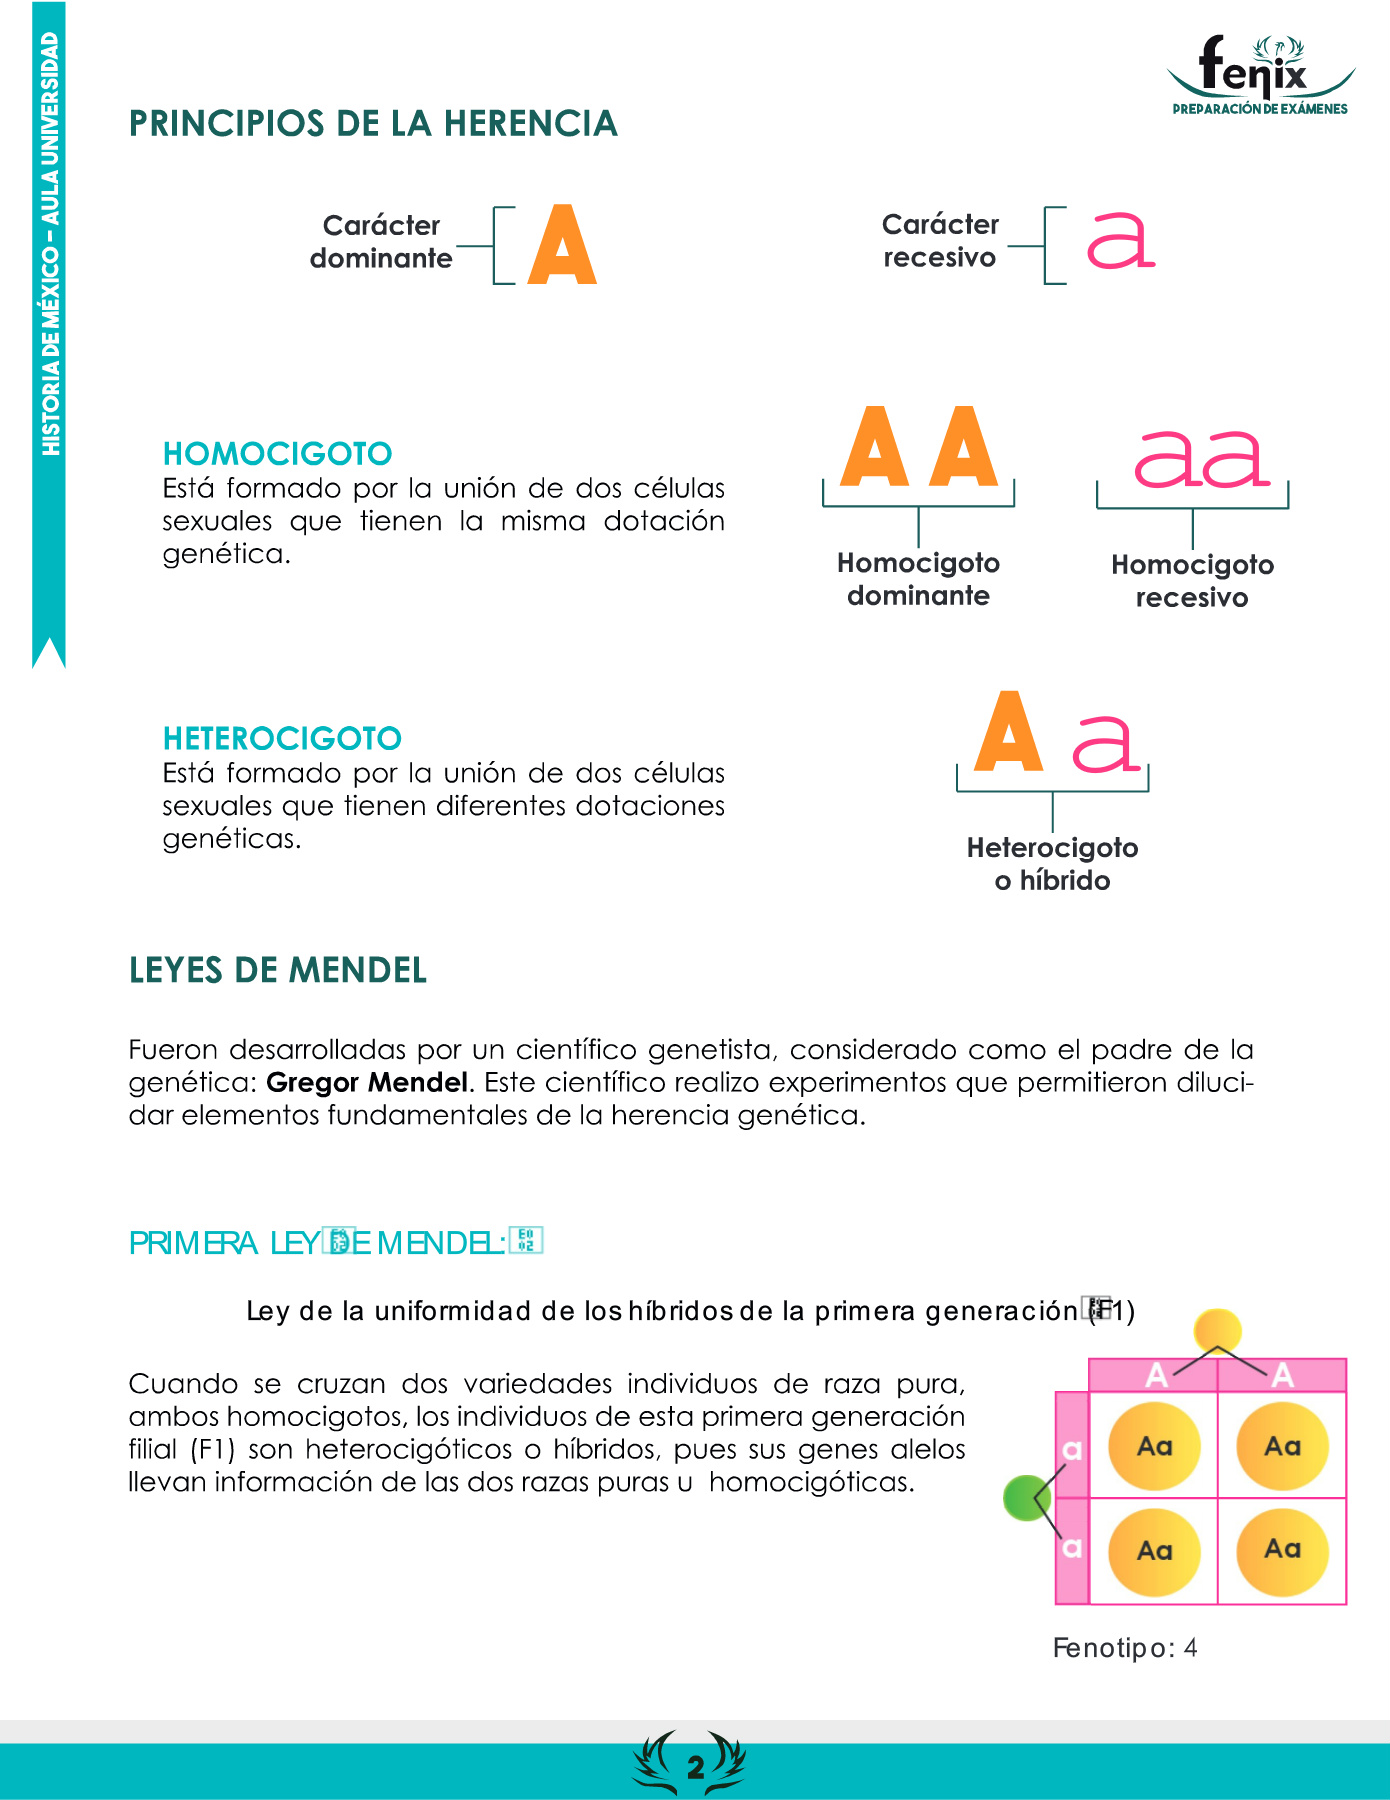 HISTORIA DE MÉXICO – AULA UNIVERSIDAD
fenix
PREPARACIÓN DE EXÁMENES
PRINCIPIOS DE LA HERENCIA
Carácter
dominante
A
Carácter
recesivo
a
HOMOCIGOTO
Está formado por la unión de dos células
sexuales que tienen la misma dotación
genética.
A A
Homocigoto
dominante
aa
Homocigoto
recesivo
HETEROCIGOTO
Está formado por la unión de dos células
sexuales que tienen diferentes dotaciones
genéticas.
A a
Heterocigoto
o híbrido
LEYES DE MENDEL
Fueron desarrolladas por un científico genetista, considerado como el padre de la
genética: Gregor Mendel. Este científico realizo experimentos que permitieron diluci-
dar elementos fundamentales de la herencia genética.
PRIMERA LEY DE MENDEL:
Ley de la uniformidad de los híbridos de la primera generación (F1)
Cuando se cruzan dos variedades individuos de raza pura,
ambos homocigotos, los individuos de esta primera generación
filial (F1) son heterocigóticos o híbridos, pues sus genes alelos
llevan información de las dos razas puras u homocigóticas.
A A
a Aa Aa
a Aa Aa
Fenotipo: 4
2